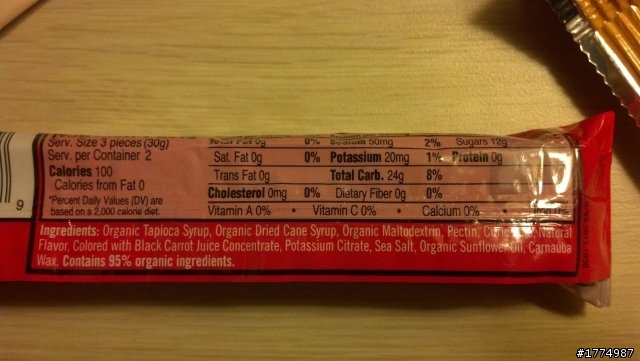 Serv. Size 3 pieces (30g)
Serv. per Container 2
Calories 100
Calories from Fat 0
*Percent Daily Values (DV) are
based on a 2,000 calorie diet.
Total Fat 0g 0% Sodium 50mg 2% Sugars 12g
Sat. Fat 0g 0% Potassium 20mg 1% Protein 0g
Trans Fat 0g Total Carb. 24g 8%
Cholesterol 0mg 0% Dietary Fiber 0g 0%
Vitamin A 0% • Vitamin C 0% • Calcium 0% • Iron 0%
Ingredients: Organic Tapioca Syrup, Organic Dried Cane Syrup, Organic Maltodextrin, Pectin, Citric Natural
Flavor, Colored with Black Carrot Juice Concentrate, Potassium Citrate, Sea Salt, Organic Sunflower Oil, Carnauba
Wax. Contains 95% organic ingredients.
9
#1774987